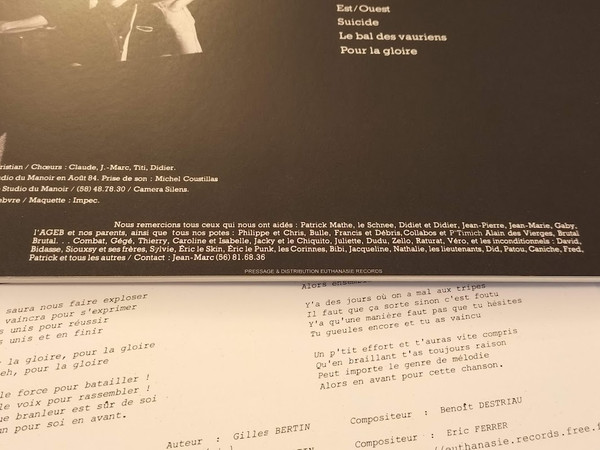 Est/Ouest
Suicide
Le bal des vauriens
Pour la gloire
ristian / Chœurs : Claude, J.-Marc, Titi, Didier.
dio du Manoir en Août 84. Prise de son : Michel Coustillas
Studio du Manoir / (58) 48.78.30 / Camera Silens.
ebvre / Maquette : Impec.
Nous remercions tous ceux qui nous ont aidés : Patrick Mathe, le Schnee, Didiet et Didier, Jean-Pierre, Jean-Marie, Gaby,
l'AGEB et nos parents, ainsi que tous nos potes : Philippe et Chris, Bulle, Francis et Débris, Collabos et P'Timich Alain des Vierges, Brutal
Brutal. . . Combat, Gégé, Thierry, Caroline et Isabelle, Jacky et le Chiquito, Juliette, Dudu, Zello, Raturat, Véro, et les inconditionnels : David,
Bidasse, Siouxsy et ses frères, Sylvie, Éric le Skin, Éric le Punk, les Corinnes, Bibi, Jacqueline, Nathalie, les lieutenants, Did, Patou, Caniche, Fred,
Patrick et tous les autres / Contact : Jean-Marc (56) 81.68.36
PRESSAGE & DISTRIBUTION EUTHANASIE RECORDS
saura nous faire exploser
vaincra pour s'exprimer
s unis pour réussir
s unis et en finir
r la gloire, pour la gloire
eh, pour la gloire
le force pour batailler !
le voix pour rassembler !
ue branleur est sûr de soi
un pour soi en avant.
Auteur : Gilles BERTIN
Alors ensemb
Y'a des jours où on a mal aux tripes
Il faut que ça sorte sinon c'est foutu
Y'a qu'une manière faut pas que tu hésites
Tu gueules encore et tu as vaincu
Un p'tit effort et t'auras vite compris
Qu'en braillant t'as toujours raison
Peut importe le genre de mélodie
Alors en avant pour cette chanson.
Compositeur : Benoît DESTRIAU
Compositeur : Eric FERRER
//euthanasie.records.free.f